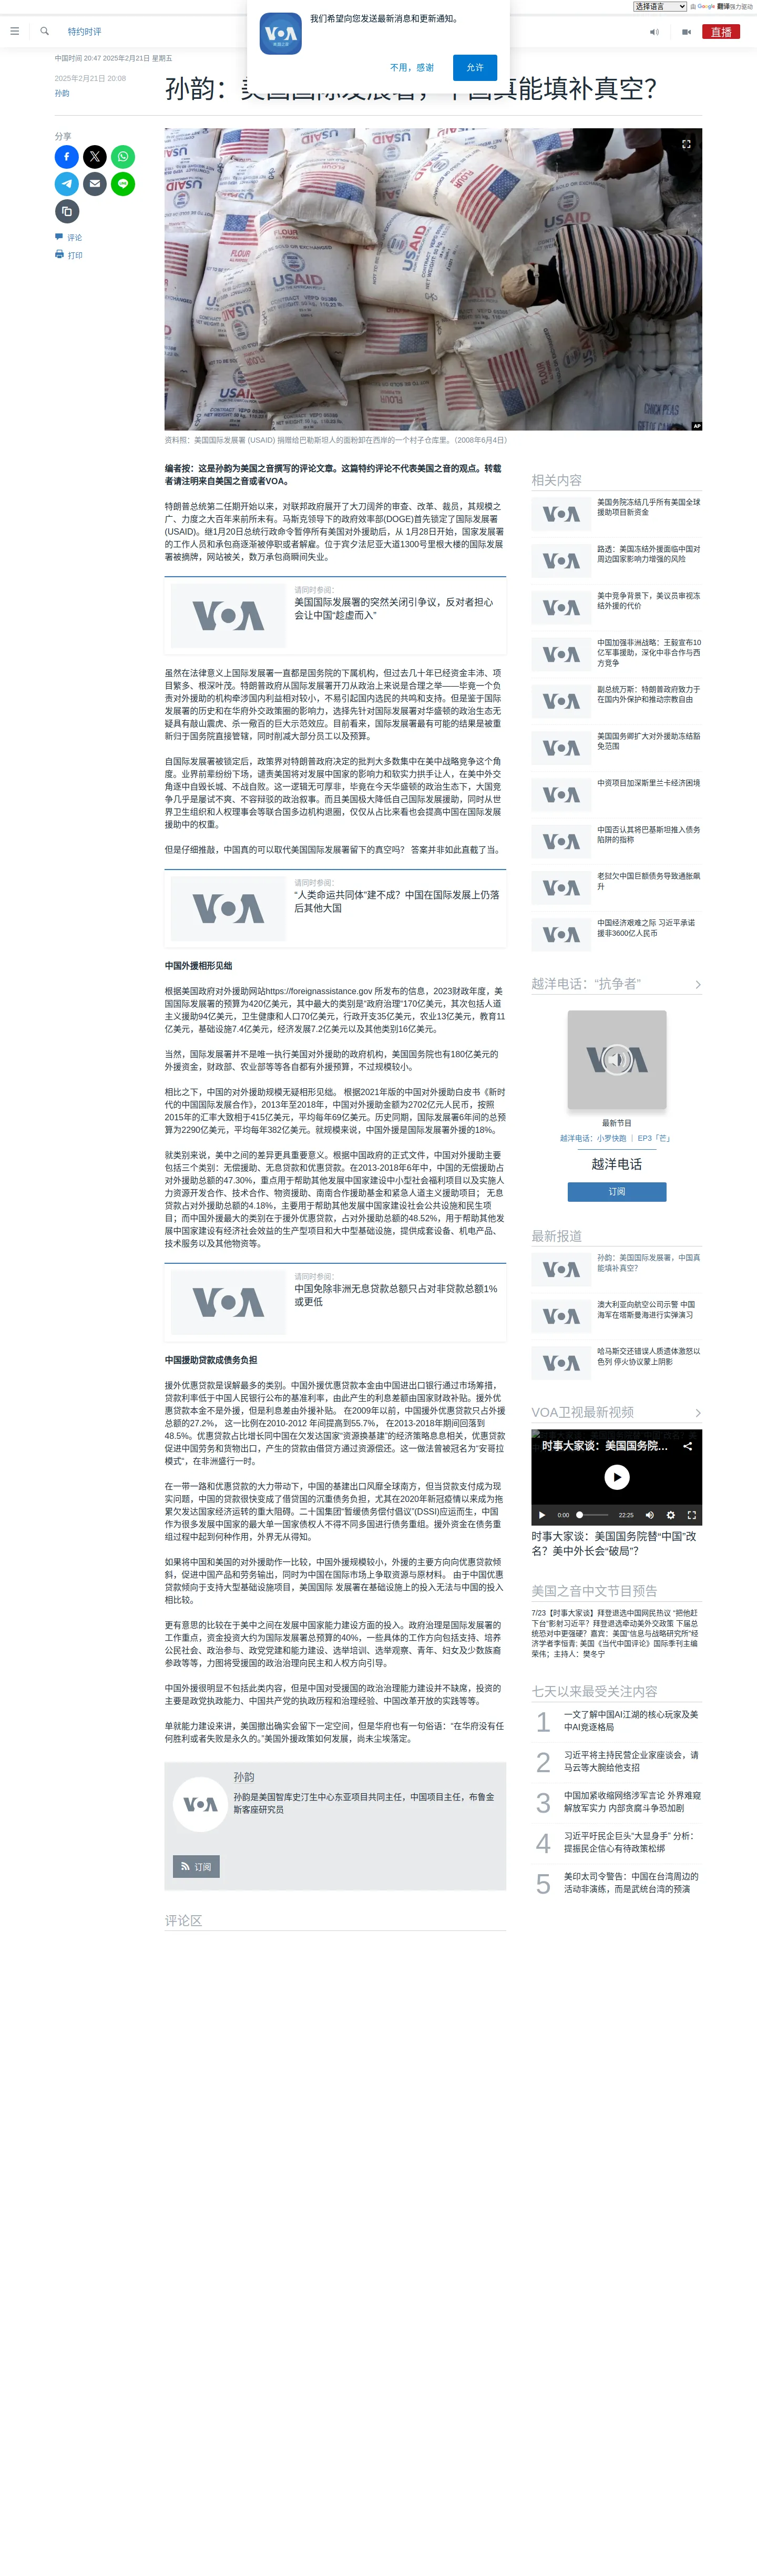 选择语言 由 Google 翻译强力驱动
我们希望向您发送最新消息和更新通知。
不用，感谢
允许
特约时评
直播
中国时间 20:47 2025年2月21日 星期五
2025年2月21日 20:08
孙韵
分享
评论
打印
USAID
AP
资料照：美国国际发展署 (USAID) 捐赠给巴勒斯坦人的面粉卸在西岸的一个村子仓库里。（2008年6月4日）
编者按：这是孙韵为美国之音撰写的评论文章。这篇特约评论不代表美国之音的观点。转载
者请注明来自美国之音或者VOA。
特朗普总统第二任期开始以来，对联邦政府展开了大刀阔斧的审查、改革、裁员，其规模之
广、力度之大百年来前所未有。马斯克领导下的政府效率部(DOGE)首先锁定了国际发展署
(USAID)。继1月20日总统行政命令暂停所有美国对外援助后，从 1月28日开始，国家发展署
的工作人员和承包商逐渐被停职或者解雇。位于宾夕法尼亚大道1300号里根大楼的国际发展
署被摘牌，网站被关，数万承包商瞬间失业。
请同时参阅：
美国国际发展署的突然关闭引争议，反对者担心
会让中国“趁虚而入”
虽然在法律意义上国际发展署一直都是国务院的下属机构，但过去几十年已经资金丰沛、项
目繁多、根深叶茂。特朗普政府从国际发展署开刀从政治上来说是合理之举——毕竟一个负
责对外援助的机构牵涉国内利益相对较小，不易引起国内选民的共鸣和支持。但是鉴于国际
发展署的历史和在华府外交政策圈的影响力，选择先针对国际发展署对华盛顿的政治生态无
疑具有敲山震虎、杀一儆百的巨大示范效应。目前看来，国际发展署最有可能的结果是被重
新归于国务院直接管辖，同时削减大部分员工以及预算。
自国际发展署被锁定后，政策界对特朗普政府决定的批判大多数集中在美中战略竞争这个角
度。业界前辈纷纷下场，谴责美国将对发展中国家的影响力和软实力拱手让人，在美中外交
角逐中自毁长城、不战自败。这一逻辑无可厚非，毕竟在今天华盛顿的政治生态下，大国竞
争几乎是屡试不爽、不容辩驳的政治叙事。而且美国极大降低自己国际发展援助，同时从世
界卫生组织和人权理事会等联合国多边机构退圈，仅仅从占比来看也会提高中国在国际发展
援助中的权重。
但是仔细推敲，中国真的可以取代美国国际发展署留下的真空吗？ 答案并非如此直截了当。
请同时参阅：
“人类命运共同体”建不成？中国在国际发展上仍落
后其他大国
中国外援相形见绌
根据美国政府对外援助网站https://foreignassistance.gov 所发布的信息，2023财政年度，美
国国际发展署的预算为420亿美元，其中最大的类别是“政府治理”170亿美元，其次包括人道
主义援助94亿美元，卫生健康和人口70亿美元，行政开支35亿美元，农业13亿美元，教育11
亿美元，基础设施7.4亿美元，经济发展7.2亿美元以及其他类别16亿美元。
当然，国际发展署并不是唯一执行美国对外援助的政府机构，美国国务院也有180亿美元的
外援资金，财政部、农业部等等各自都有外援预算，不过规模较小。
相比之下，中国的对外援助规模无疑相形见绌。 根据2021年版的中国对外援助白皮书《新时
代的中国国际发展合作》，2013年至2018年，中国对外援助金额为2702亿元人民币，按照
2015年的汇率大致相于415亿美元，平均每年69亿美元。历史同期，国际发展署6年间的总预
算为2290亿美元，平均每年382亿美元。就规模来说，中国外援是国际发展署外援的18%。
就类别来说，美中之间的差异更具重要意义。根据中国政府的正式文件，中国对外援助主要
包括三个类别：无偿援助、无息贷款和优惠贷款。在2013-2018年6年中，中国的无偿援助占
对外援助总额的47.30%，重点用于帮助其他发展中国家建设中小型社会福利项目以及实施人
力资源开发合作、技术合作、物资援助、南南合作援助基金和紧急人道主义援助项目； 无息
贷款占对外援助总额的4.18%，主要用于帮助其他发展中国家建设社会公共设施和民生项
目；而中国外援最大的类别在于援外优惠贷款，占对外援助总额的48.52%，用于帮助其他发
展中国家建设有经济社会效益的生产型项目和大中型基础设施，提供成套设备、机电产品、
技术服务以及其他物资等。
请同时参阅：
中国免除非洲无息贷款总额只占对非贷款总额1%
或更低
中国援助贷款成债务负担
援外优惠贷款是误解最多的类别。中国外援优惠贷款本金由中国进出口银行通过市场筹措，
贷款利率低于中国人民银行公布的基准利率，由此产生的利息差额由国家财政补贴。援外优
惠贷款本金不是外援，但是利息差由外援补贴。 在2009年以前，中国援外优惠贷款只占外援
总额的27.2%， 这一比例在2010-2012 年间提高到55.7%， 在2013-2018年期间回落到
48.5%。优惠贷款占比增长同中国在欠发达国家“资源换基建”的经济策略息息相关，优惠贷款
促进中国劳务和货物出口，产生的贷款由借贷方通过资源偿还。这一做法曾被冠名为“安哥拉
模式”，在非洲盛行一时。
在一带一路和优惠贷款的大力带动下，中国的基建出口风靡全球南方，但当贷款支付成为现
实问题，中国的贷款很快变成了借贷国的沉重债务负担，尤其在2020年新冠疫情以来成为拖
累欠发达国家经济运转的重大阻碍。二十国集团“暂缓债务偿付倡议”(DSSI)应运而生，中国
作为很多发展中国家的最大单一国家债权人不得不同多国进行债务重组。援外资金在债务重
组过程中起到何种作用，外界无从得知。
如果将中国和美国的对外援助作一比较，中国外援规模较小，外援的主要方向向优惠贷款倾
斜，促进中国产品和劳务输出，同时为中国在国际市场上争取资源与原材料。 由于中国优惠
贷款倾向于支持大型基础设施项目，美国国际 发展署在基础设施上的投入无法与中国的投入
相比较。
更有意思的比较在于美中之间在发展中国家能力建设方面的投入。政府治理是国际发展署的
工作重点，资金投资大约为国际发展署总预算的40%，一些具体的工作方向包括支持、培养
公民社会、政治参与、政党党建和能力建设、选举培训、选举观察、青年、妇女及少数族裔
参政等等，力图将受援国的政治治理向民主和人权方向引导。
中国外援很明显不包括此类内容，但是中国对受援国的政治治理能力建设并不缺席，投资的
主要是政党执政能力、中国共产党的执政历程和治理经验、中国改革开放的实践等等。
单就能力建设来讲，美国撤出确实会留下一定空间，但是华府也有一句俗语：“在华府没有任
何胜利或者失败是永久的。”美国外援政策如何发展，尚未尘埃落定。
孙韵
孙韵是美国智库史汀生中心东亚项目共同主任，中国项目主任，布鲁金
斯客座研究员
订阅
评论区
相关内容
美国务院冻结几乎所有美国全球
援助项目新资金
路透：美国冻结外援面临中国对
周边国家影响力增强的风险
美中竞争背景下，美议员审视冻
结外援的代价
中国加强非洲战略：王毅宣布10
亿军事援助，深化中非合作与西
方竞争
副总统万斯：特朗普政府致力于
在国内外保护和推动宗教自由
美国国务卿扩大对外援助冻结豁
免范围
中资项目加深斯里兰卡经济困境
中国否认其将巴基斯坦推入债务
陷阱的指称
老挝欠中国巨额债务导致通胀飙
升
中国经济艰难之际 习近平承诺
援非3600亿人民币
越洋电话：“抗争者”
最新节目
越洋电话：小罗快跑 ｜ EP3「芒」
越洋电话
订阅
最新报道
孙韵：美国国际发展署，中国真
能填补真空？
澳大利亚向航空公司示警 中国
海军在塔斯曼海进行实弹演习
哈马斯交还错误人质遗体激怒以
色列 停火协议蒙上阴影
VOA卫视最新视频
时事大家谈：美国国务院...
0:00
22:25
时事大家谈：美国国务院替“中国”改
名？美中外长会“破局”？
美国之音中文节目预告
7/23【时事大家谈】拜登退选中国网民热议 “把他赶
下台”影射习近平？拜登退选牵动美外交政策 下届总
统恐对中更强硬？嘉宾：美国“信息与战略研究所”经
济学者李恒青; 美国《当代中国评论》国际季刊主编
荣伟；主持人：樊冬宁
七天以来最受关注内容
1 一文了解中国AI江湖的核心玩家及美
中AI竞逐格局
2 习近平将主持民营企业家座谈会，请
马云等大腕给他支招
3 中国加紧收缩网络涉军言论 外界难窥
解放军实力 内部贪腐斗争恐加剧
4 习近平吁民企巨头“大显身手” 分析：
提振民企信心有待政策松绑
5 美印太司令警告：中国在台湾周边的
活动非演练，而是武统台湾的预演